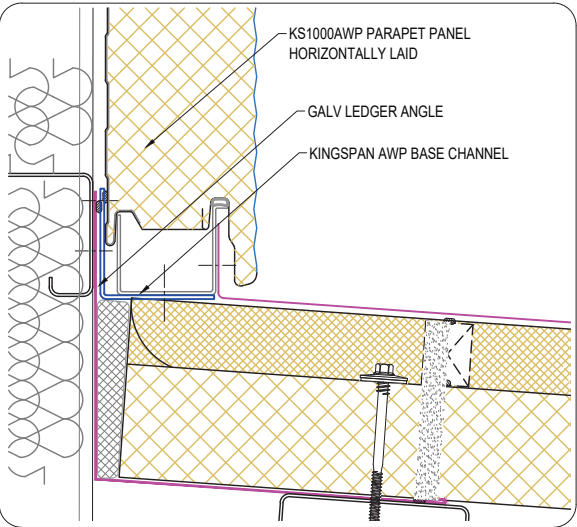 KS1000AWP PARAPET PANEL
HORIZONTALLY LAID
GALV LEDGER ANGLE
KINGSPAN AWP BASE CHANNEL